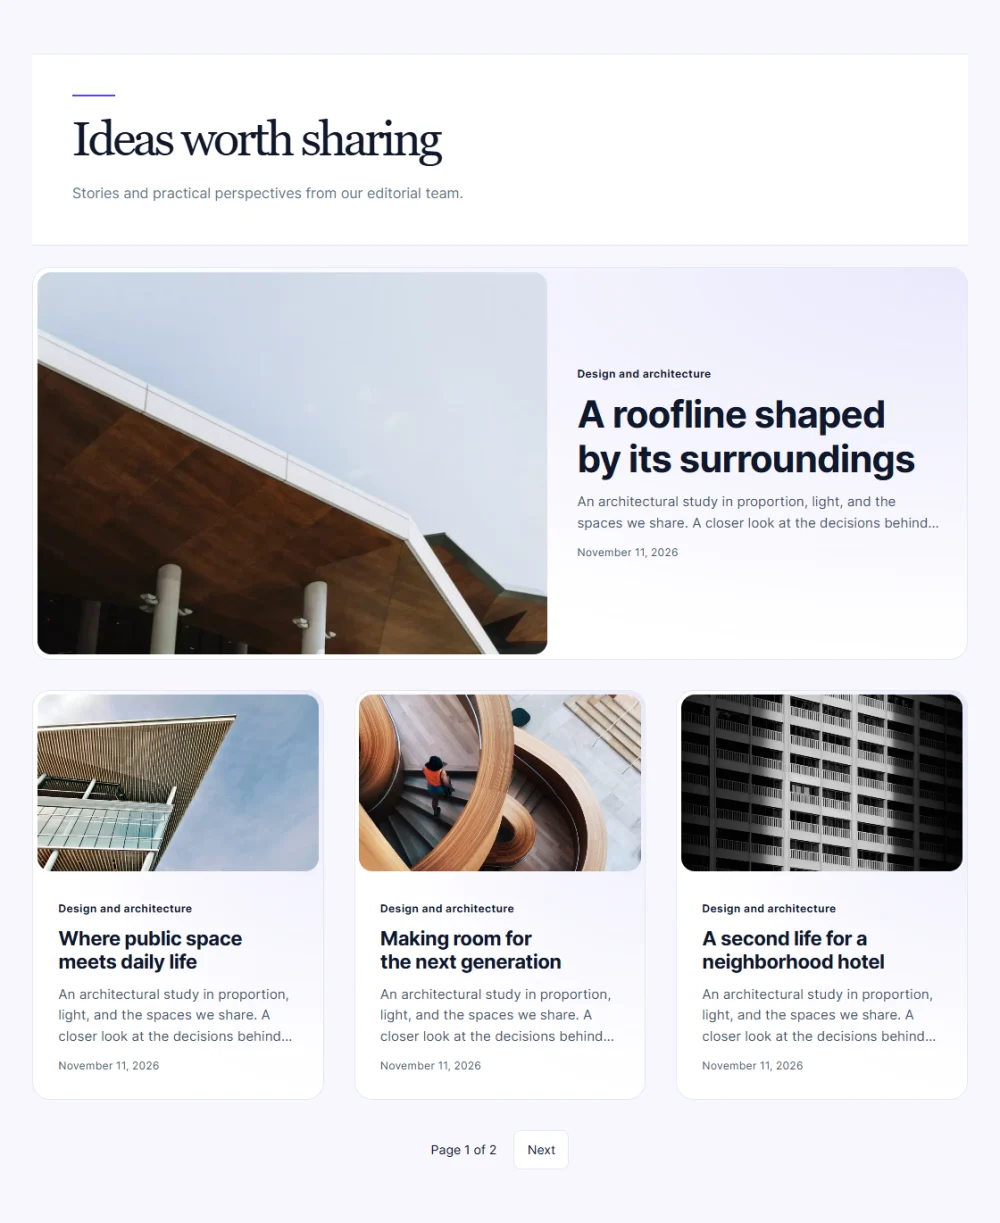 Ideas worth sharing
Stories and practical perspectives from our editorial team.
Design and architecture
A roofline shaped
by its surroundings
An architectural study in proportion, light, and the
spaces we share. A closer look at the decisions behind...
November 11, 2026
Design and architecture
Where public space
meets daily life
An architectural study in proportion,
light, and the spaces we share. A
closer look at the decisions behind...
November 11, 2026
Design and architecture
Making room for
the next generation
An architectural study in proportion,
light, and the spaces we share. A
closer look at the decisions behind...
November 11, 2026
Design and architecture
A second life for a
neighborhood hotel
An architectural study in proportion,
light, and the spaces we share. A
closer look at the decisions behind...
November 11, 2026
Page 1 of 2
Next